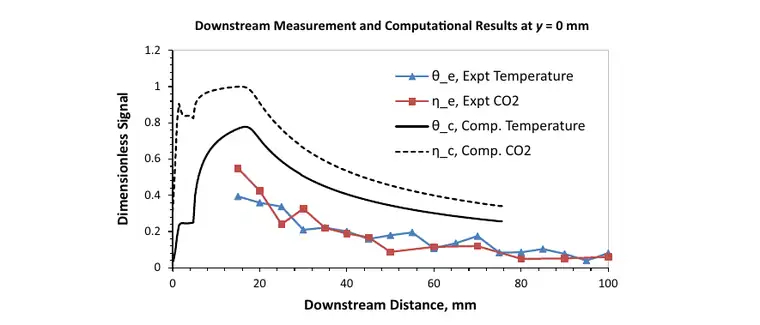 Downstream Measurement and Computational Results at y = 0 mm
Dimensionless Signal
1.2
1
0.8
0.6
0.4
0.2
0
θ_e, Expt Temperature
η_e, Expt CO2
θ_c, Comp. Temperature
η_c, Comp. CO2
0 20 40 60 80 100
Downstream Distance, mm